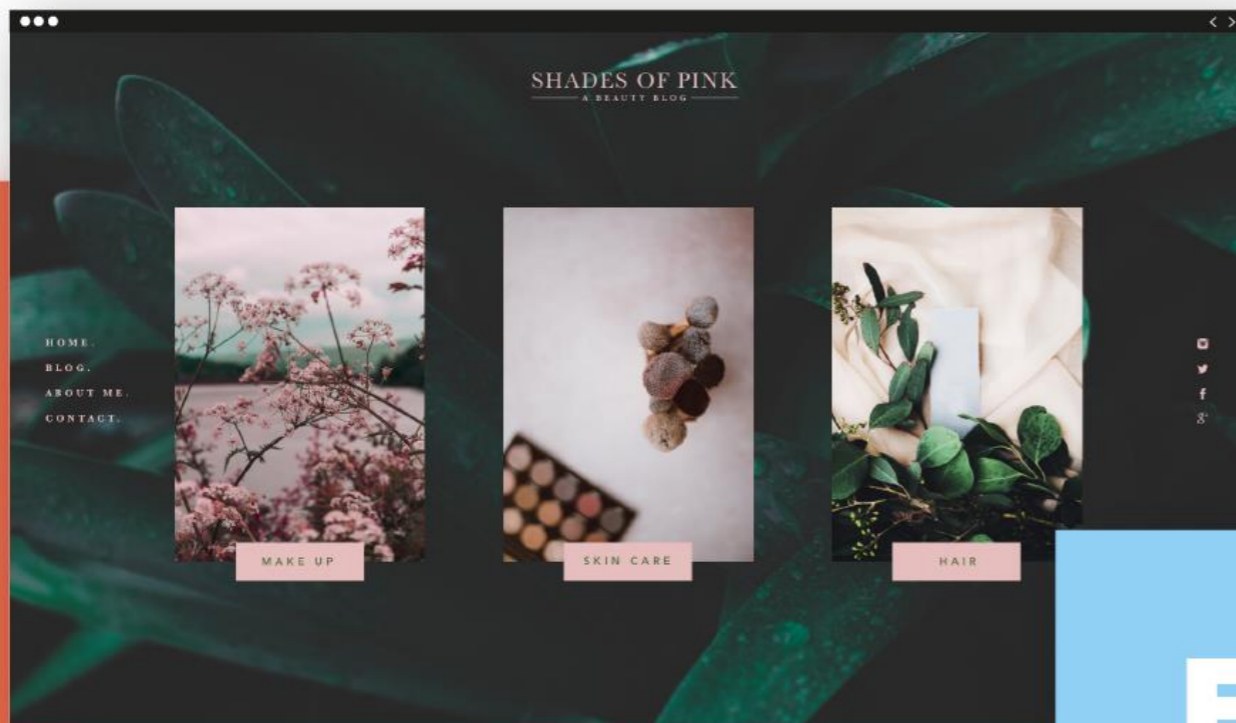 SHADES OF PINK
A BEAUTY BLOG
HOME.
BLOG.
ABOUT ME.
CONTACT.
MAKE UP
SKIN CARE
HAIR